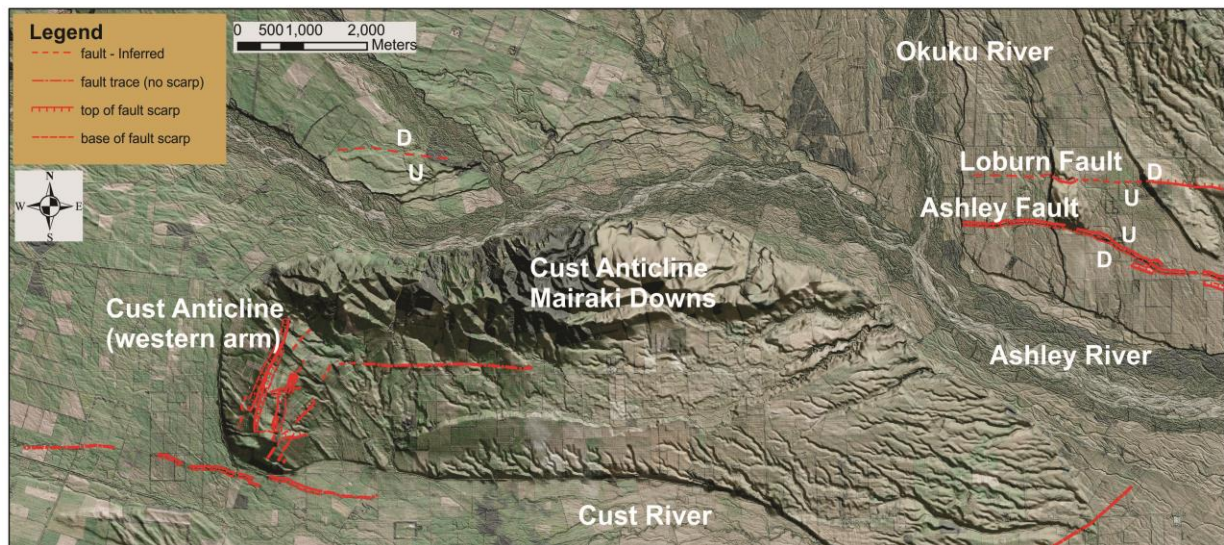 Legend
fault - Inferred
fault trace (no scarp)
top of fault scarp
base of fault scarp
0 500 1,000 2,000
Meters
N
W E
S
Okuku River
D
U
Loburn Fault
D
U
Ashley Fault
U
D
Cust Anticline
Mairaki Downs
Cust Anticline
(western arm)
Ashley River
Cust River